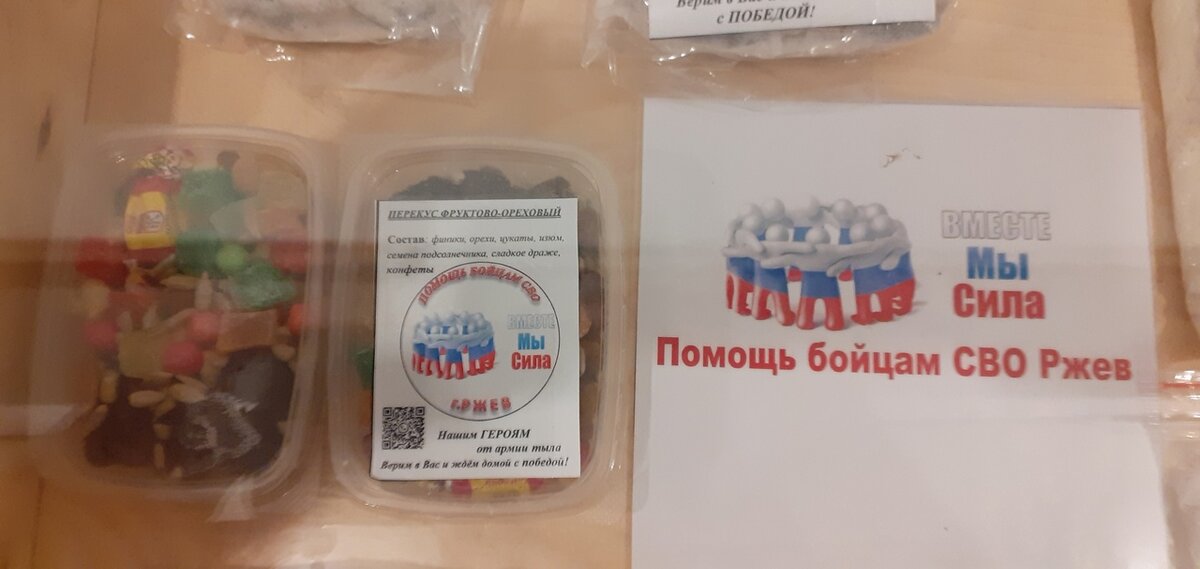 Верим в Вас и
с ПОБЕДОЙ!
ПЕРЕКУС ФРУКТОВО-ОРЕХОВЫЙ
Состав: финики, орехи, цукаты, изюм,
семена подсолнечника, сладкое драже,
конфеты
ПОМОЩЬ БОЙЦАМ СВО
ВМЕСТЕ
Мы
Сила
Г.РЖЕВ
Нашим ГЕРОЯМ
от армии тыла
Верим в Вас и ждём домой с победой!
ВМЕСТЕ
Мы
Сила
Помощь бойцам СВО Ржев